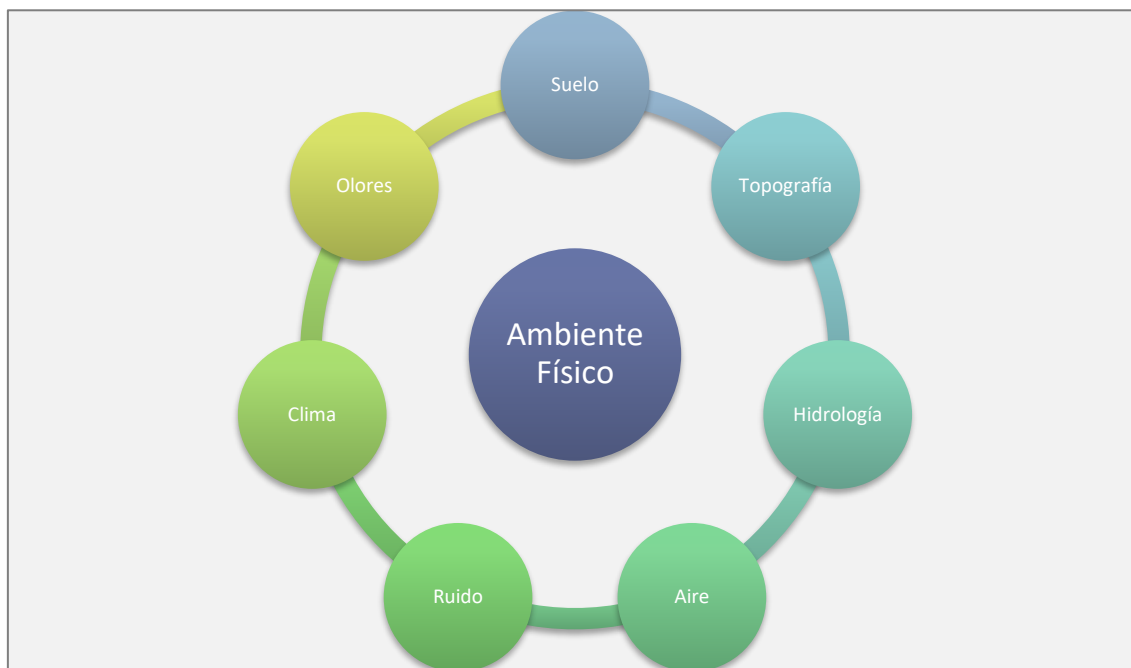 Suelo
Topografía
Hidrología
Aire
Ruido
Clima
Olores
Ambiente
Físico